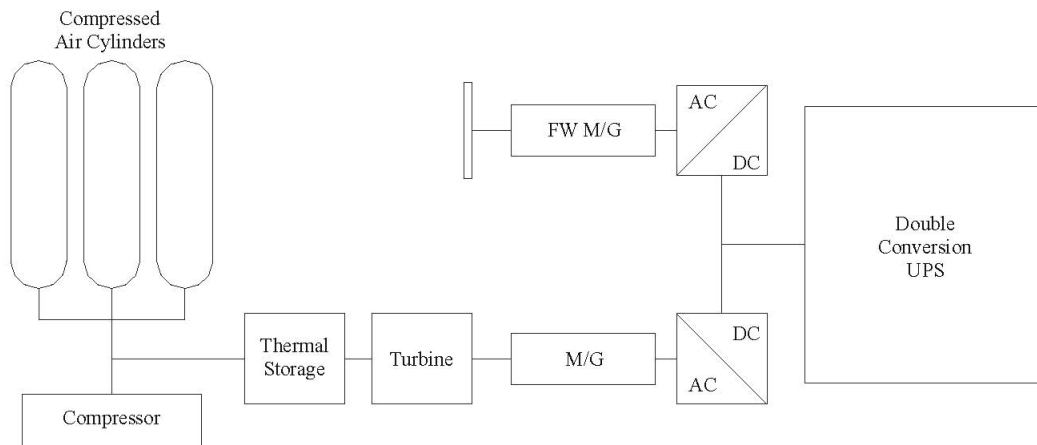 Compressed
Air Cylinders
AC
DC
FW M/G
Double
Conversion
UPS
Thermal
Storage
Turbine
M/G
DC
AC
Compressor